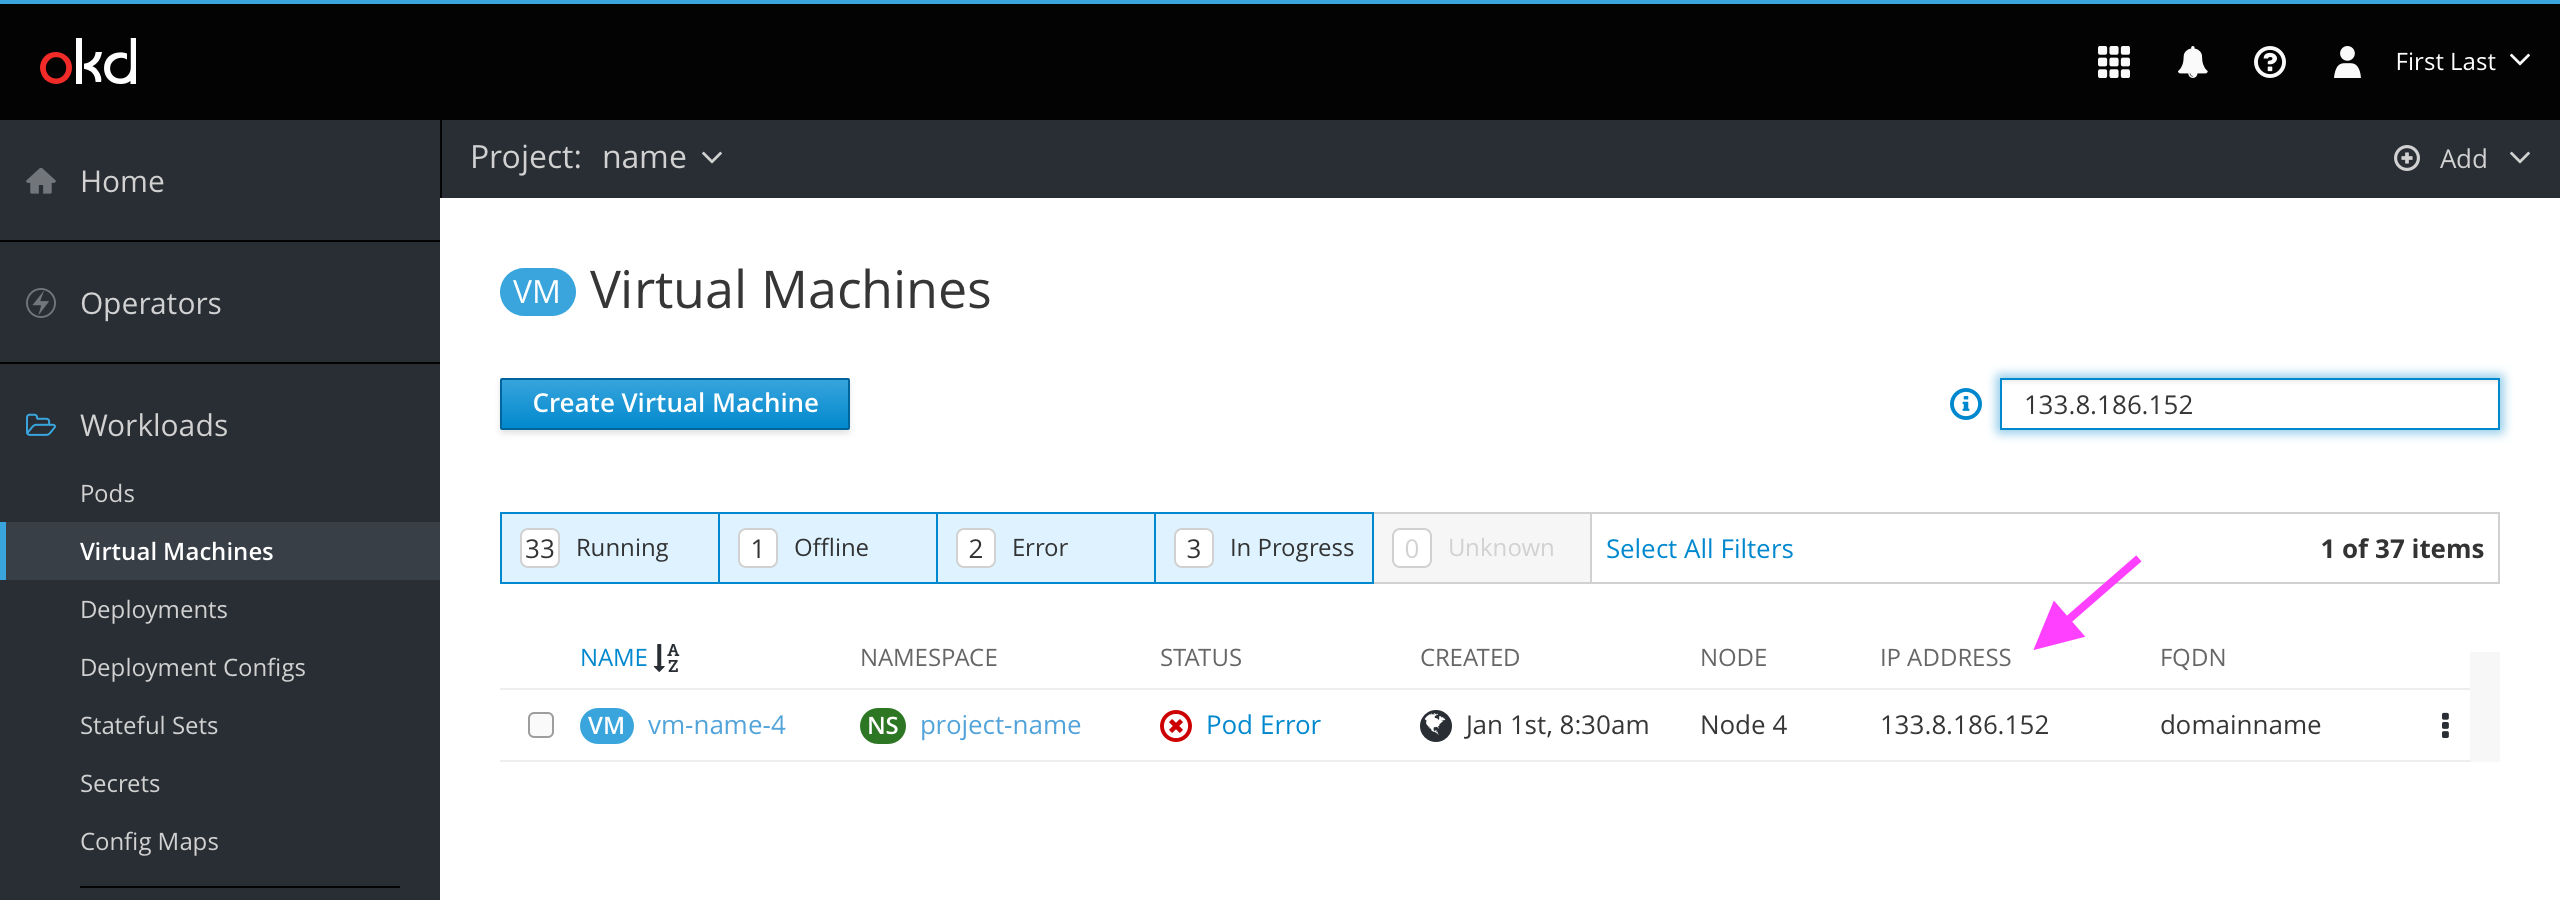 okd
First Last
Project: name
Add
Home
Operators
Workloads
Pods
Virtual Machines
Deployments
Deployment Configs
Stateful Sets
Secrets
Config Maps
VM Virtual Machines
Create Virtual Machine
133.8.186.152
33 Running 1 Offline 2 Error 3 In Progress 0 Unknown Select All Filters 1 of 37 items
NAME A Z NAMESPACE STATUS CREATED NODE IP ADDRESS FQDN
VM vm-name-4 NS project-name Pod Error Jan 1st, 8:30am Node 4 133.8.186.152 domainname